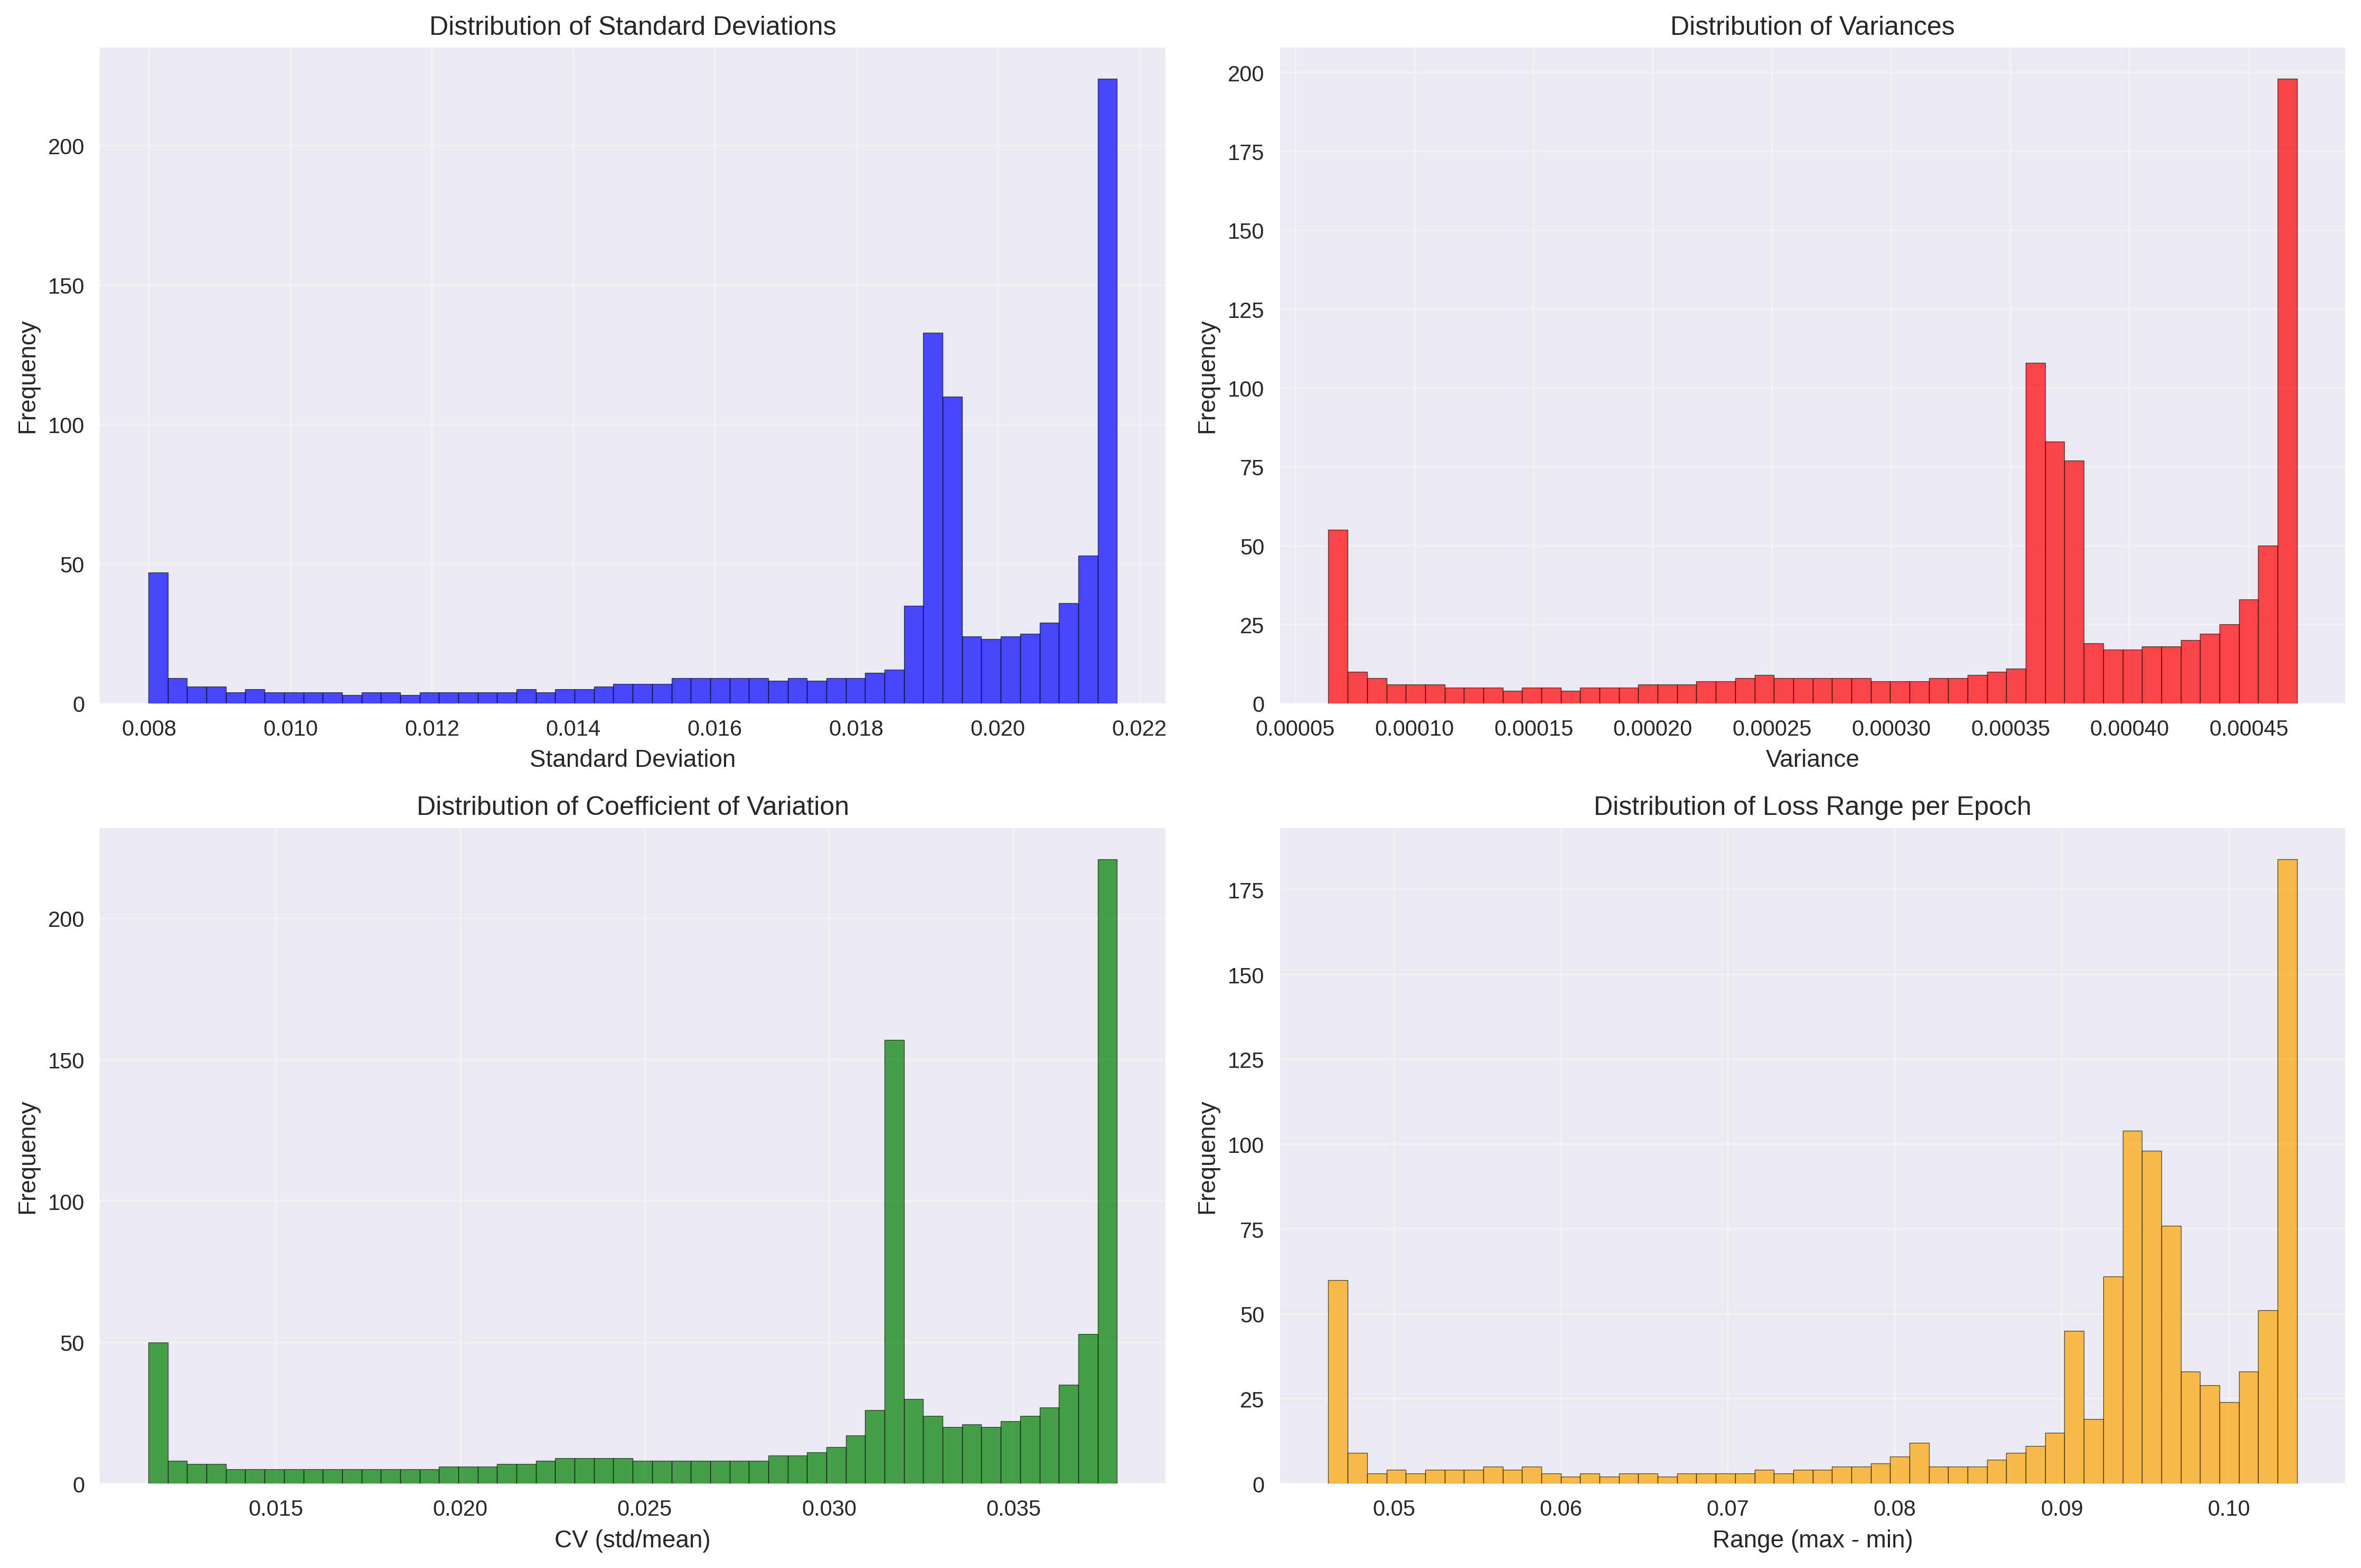 Distribution of Standard Deviations
Frequency
200
150
100
50
0
0.008 0.010 0.012 0.014 0.016 0.018 0.020 0.022
Standard Deviation
Distribution of Variances
Frequency
200
175
150
125
100
75
50
25
0
0.00005 0.00010 0.00015 0.00020 0.00025 0.00030 0.00035 0.00040 0.00045
Variance
Distribution of Coefficient of Variation
Frequency
200
150
100
50
0
0.015 0.020 0.025 0.030 0.035
CV (std/mean)
Distribution of Loss Range per Epoch
Frequency
175
150
125
100
75
50
25
0
0.05 0.06 0.07 0.08 0.09 0.10
Range (max - min)